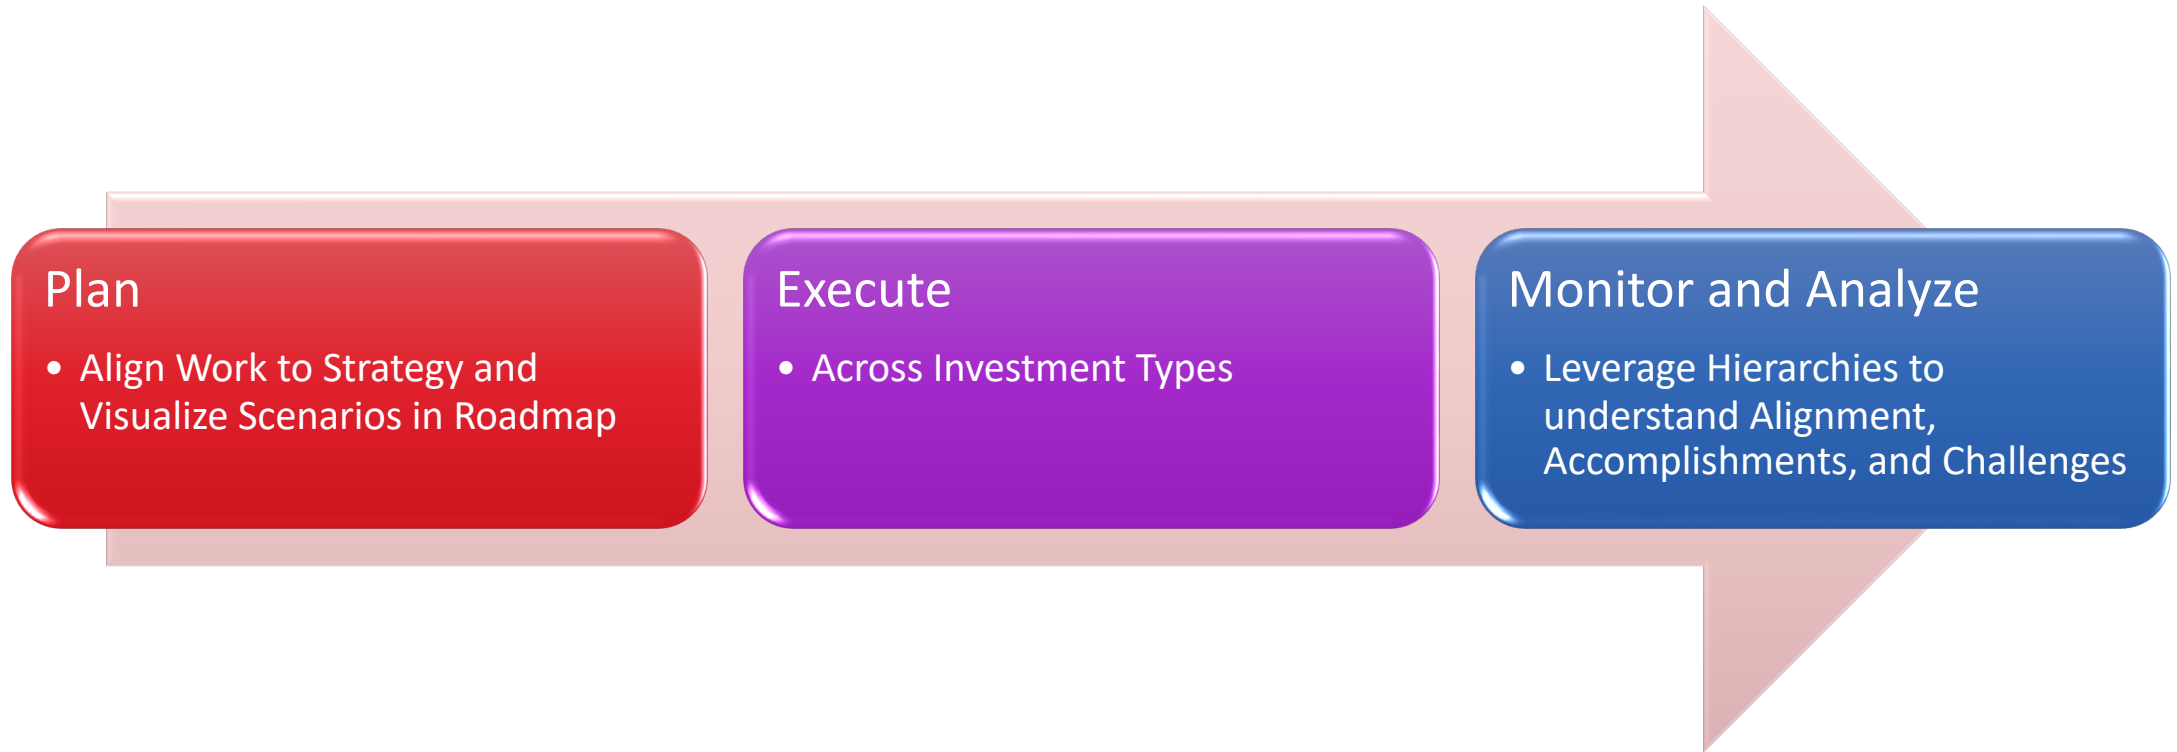 Plan
• Align Work to Strategy and
Visualize Scenarios in Roadmap
Execute
• Across Investment Types
Monitor and Analyze
• Leverage Hierarchies to
understand Alignment,
Accomplishments, and Challenges